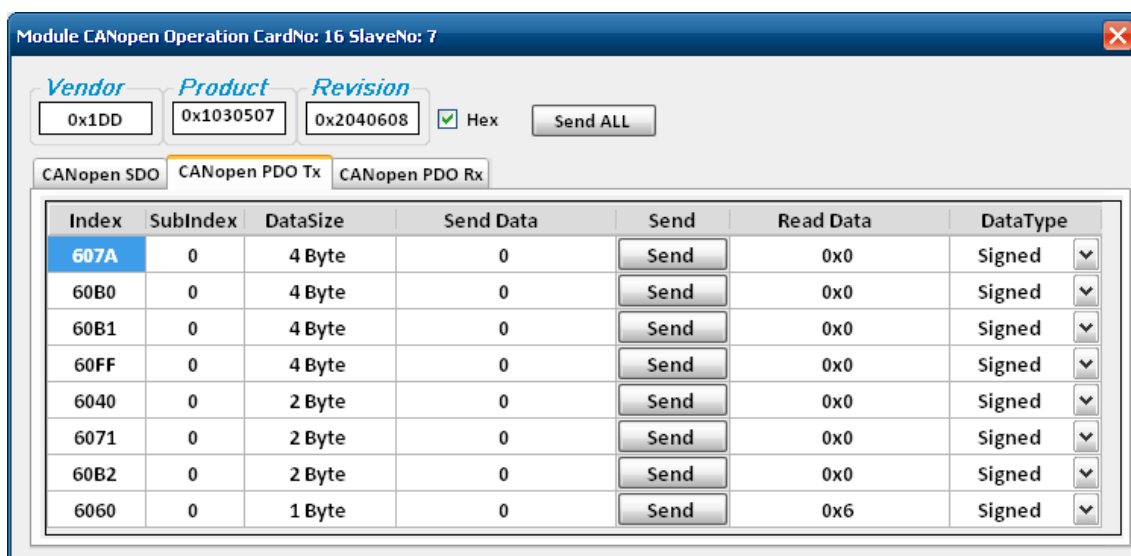 Module CANopen Operation CardNo: 16 SlaveNo: 7
Vendor Product Revision
0x1DD 0x1030507 0x2040608 Hex Send ALL
CANopen SDO CANopen PDO Tx CANopen PDO Rx
Index SubIndex DataSize Send Data Send Read Data DataType
607A 0 4 Byte 0 Send 0x0 Signed
60B0 0 4 Byte 0 Send 0x0 Signed
60B1 0 4 Byte 0 Send 0x0 Signed
60FF 0 4 Byte 0 Send 0x0 Signed
6040 0 2 Byte 0 Send 0x0 Signed
6071 0 2 Byte 0 Send 0x0 Signed
60B2 0 2 Byte 0 Send 0x0 Signed
6060 0 1 Byte 0 Send 0x6 Signed